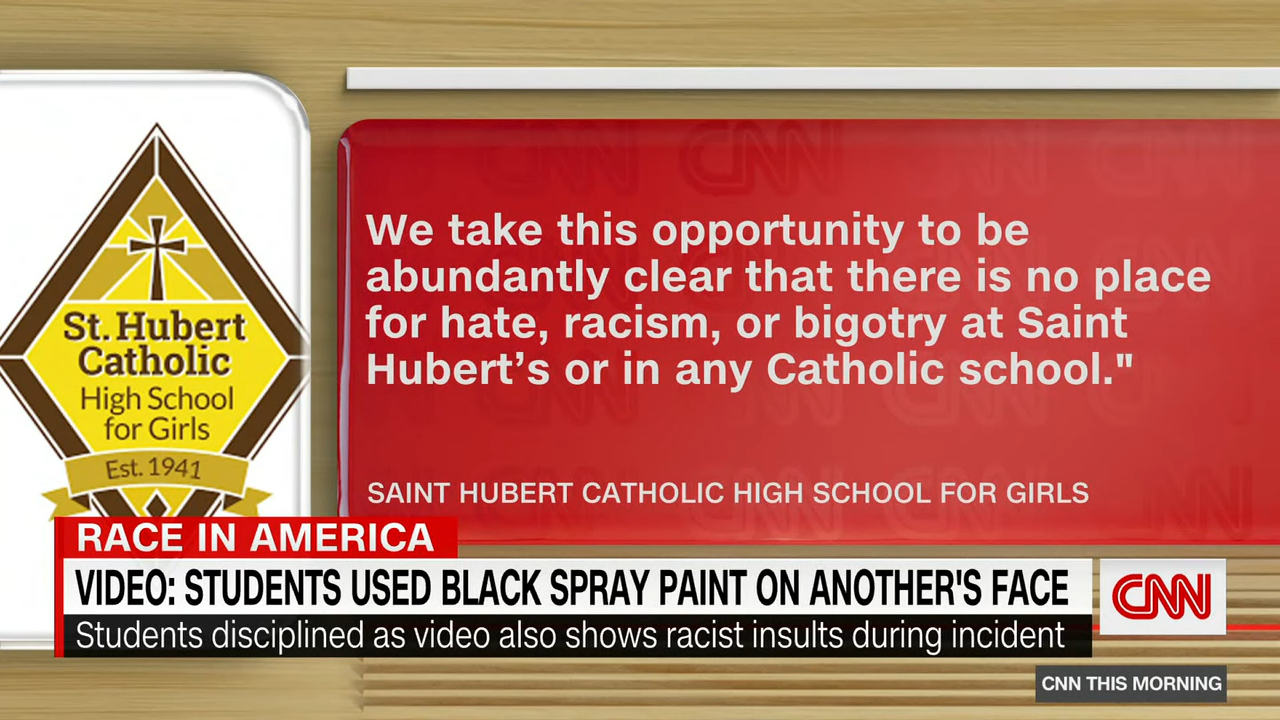 St. Hubert
Catholic
High School
for Girls
Est. 1941
We take this opportunity to be
abundantly clear that there is no place
for hate, racism, or bigotry at Saint
Hubert’s or in any Catholic school."
SAINT HUBERT CATHOLIC HIGH SCHOOL FOR GIRLS
RACE IN AMERICA
VIDEO: STUDENTS USED BLACK SPRAY PAINT ON ANOTHER'S FACE
Students disciplined as video also shows racist insults during incident
CNN
CNN THIS MORNING